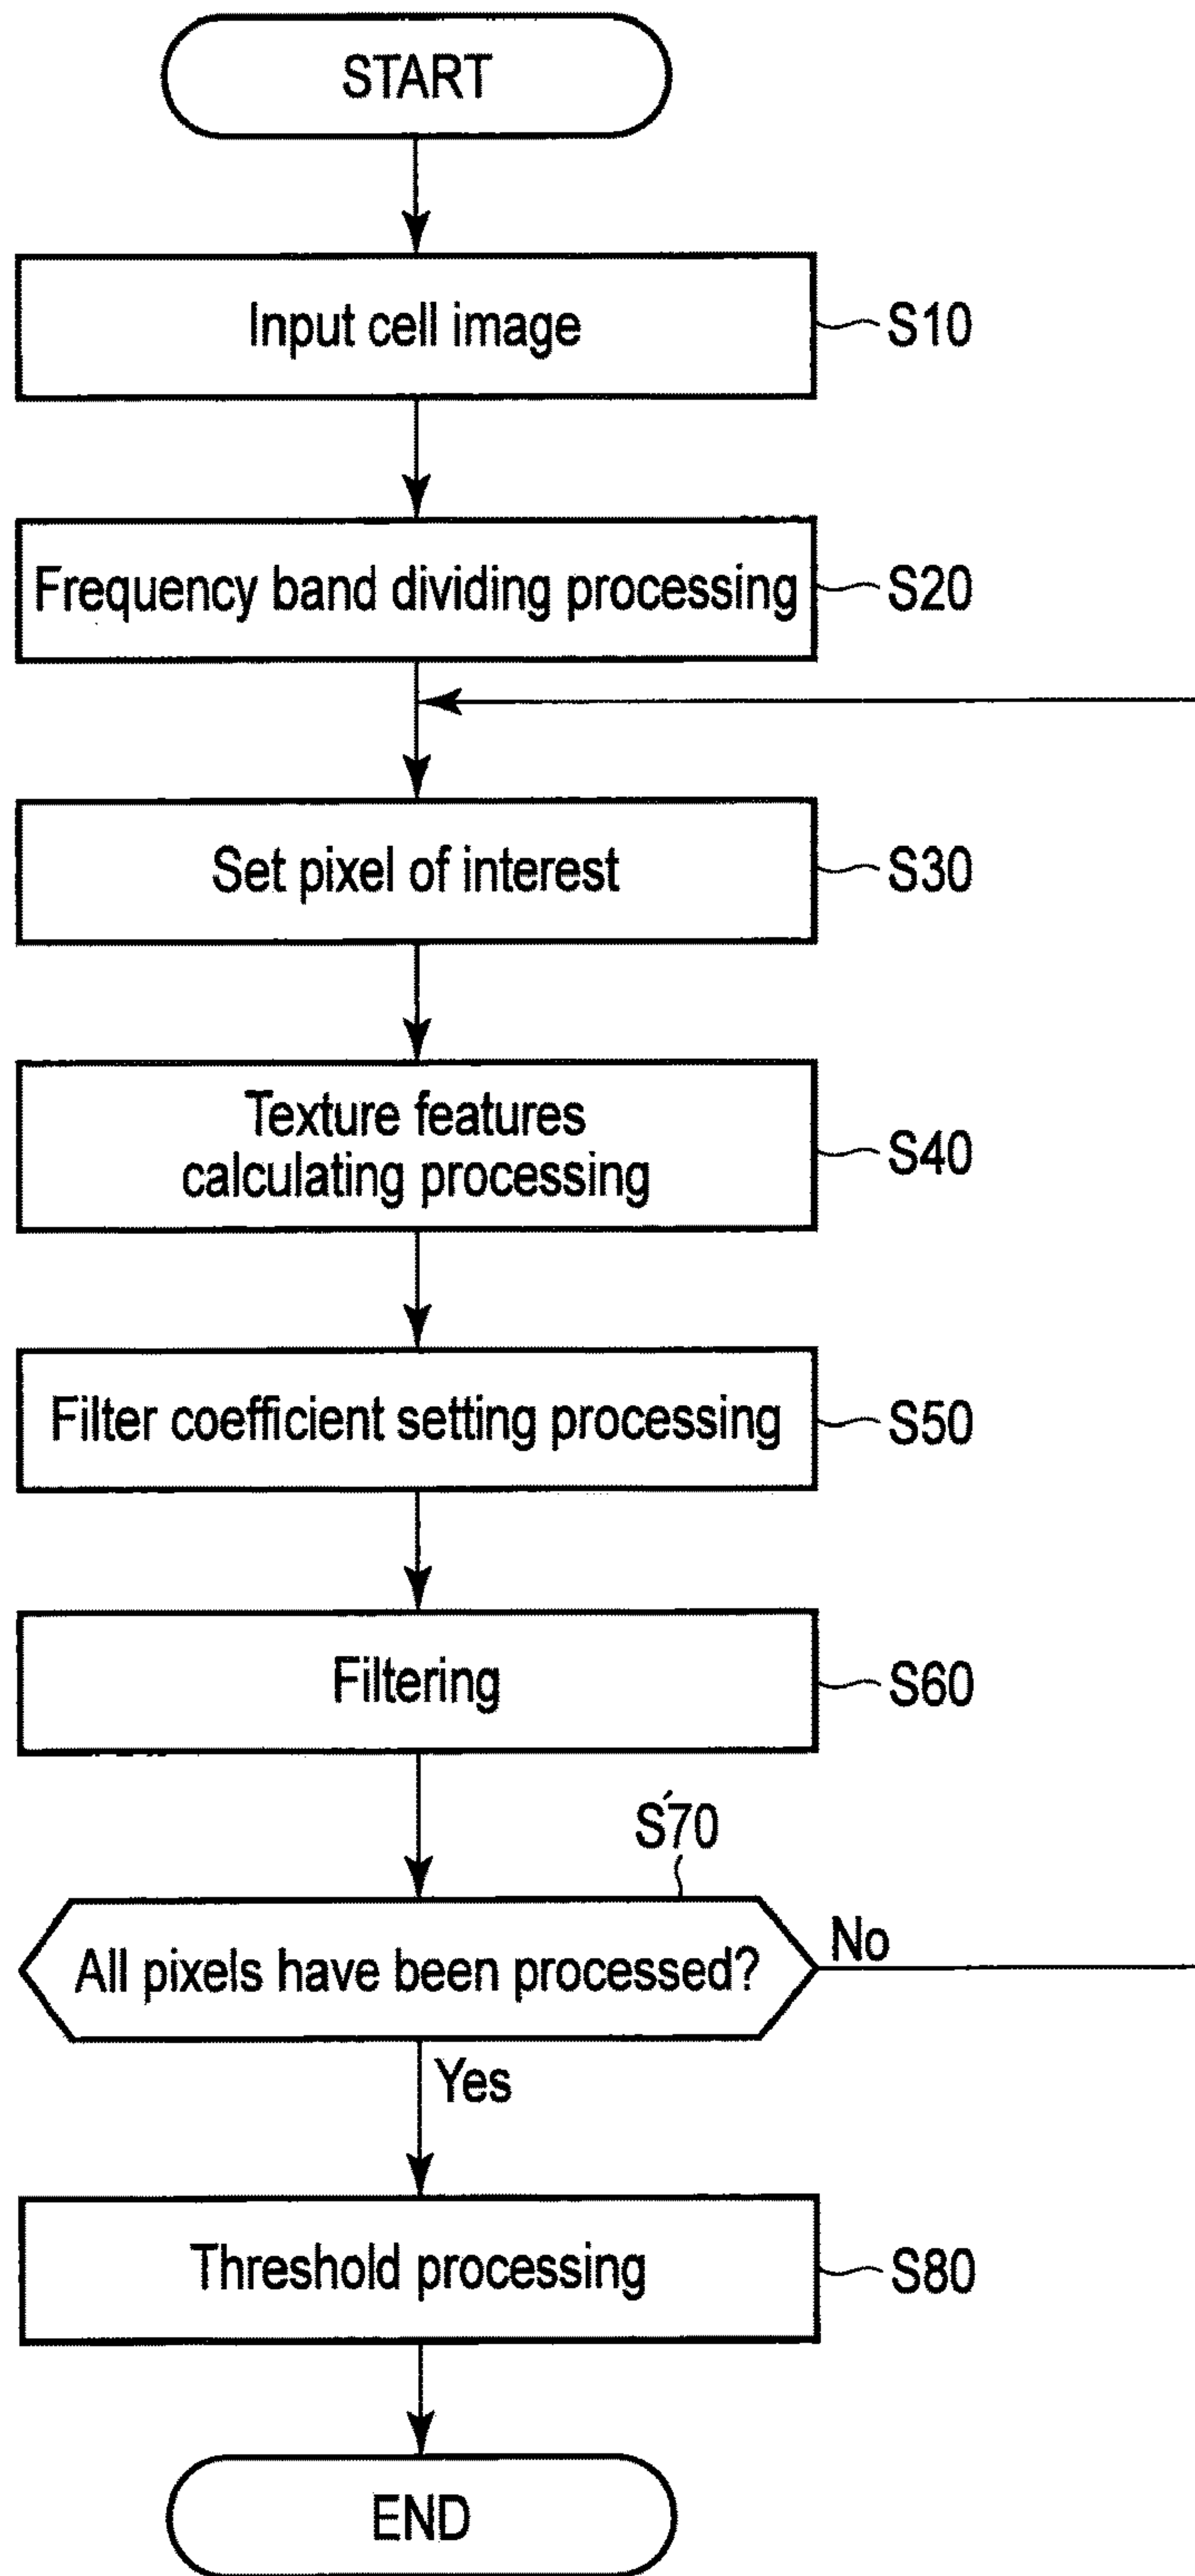 START
Input cell image
S10
Frequency band dividing processing
S20
Set pixel of interest
S30
Texture features
calculating processing
S40
Filter coefficient setting processing
S50
Filtering
S60
S70
All pixels have been processed?
No
Yes
Threshold processing
S80
END